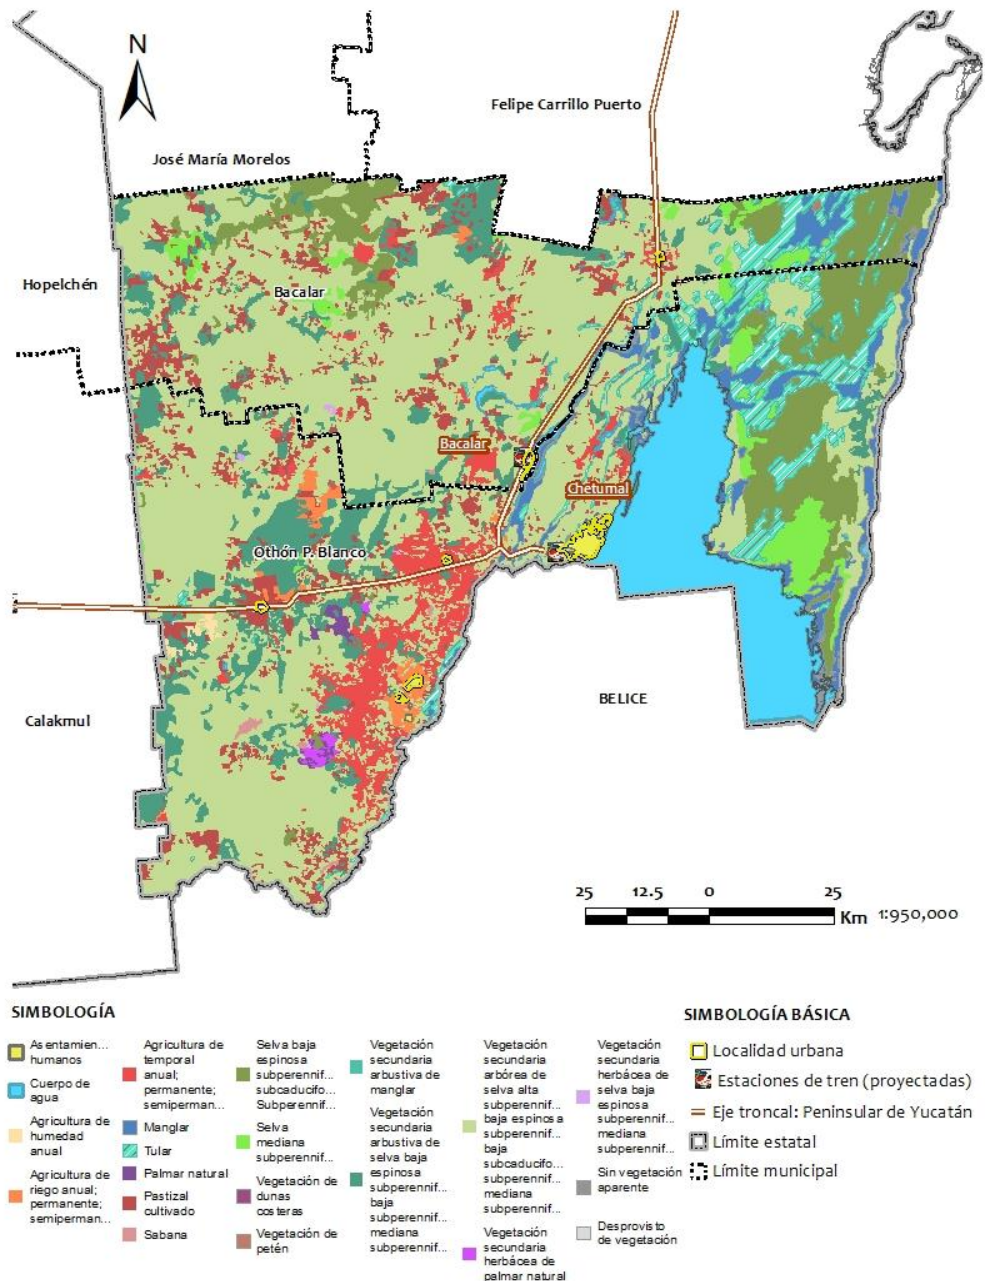 N
Felipe Carrillo Puerto
José María Morelos
Hopelchén
Bacalar
Bacalar
Chetumal
Othón P. Blanco
Calakmul
BELICE
25 12.5 0 25
Km 1:950,000
SIMBOLOGÍA
Asentamien...
humanos
Cuerpo de
agua
Agricultura de
humedad
anual
Agricultura de
riego anual;
permanente;
semiperman...
Agricultura de
temporal
anual;
permanente;
semiperman...
Manglar
Tular
Palmar natural
Pastizal
cultivado
Sabana
Selva baja
espinosa
subperennif...
subcaducifo...
Subperennif...
Selva
mediana
subperennif...
Vegetación de
dunas
costeras
Vegetación de
petén
Vegetación
secundaria
arbustiva de
manglar
Vegetación
secundaria
arbustiva de
selva baja
espinosa
subperennif...
baja
subperennif...
mediana
subperennif...
Vegetación
secundaria
arbórea de
selva alta
subperennif...
baja espinosa
subperennif...
baja
subcaducifo...
mediana
subperennif...
Vegetación
secundaria
herbácea de
palmar natural
Vegetación
secundaria
herbácea de
selva baja
espinosa
subperennif...
mediana
subperennif...
Sin vegetación
aparente
Desprovisto
de vegetación
SIMBOLOGÍA BÁSICA
Localidad urbana
Estaciones de tren (proyectadas)
Eje troncal: Peninsular de Yucatán
Límite estatal
Límite municipal